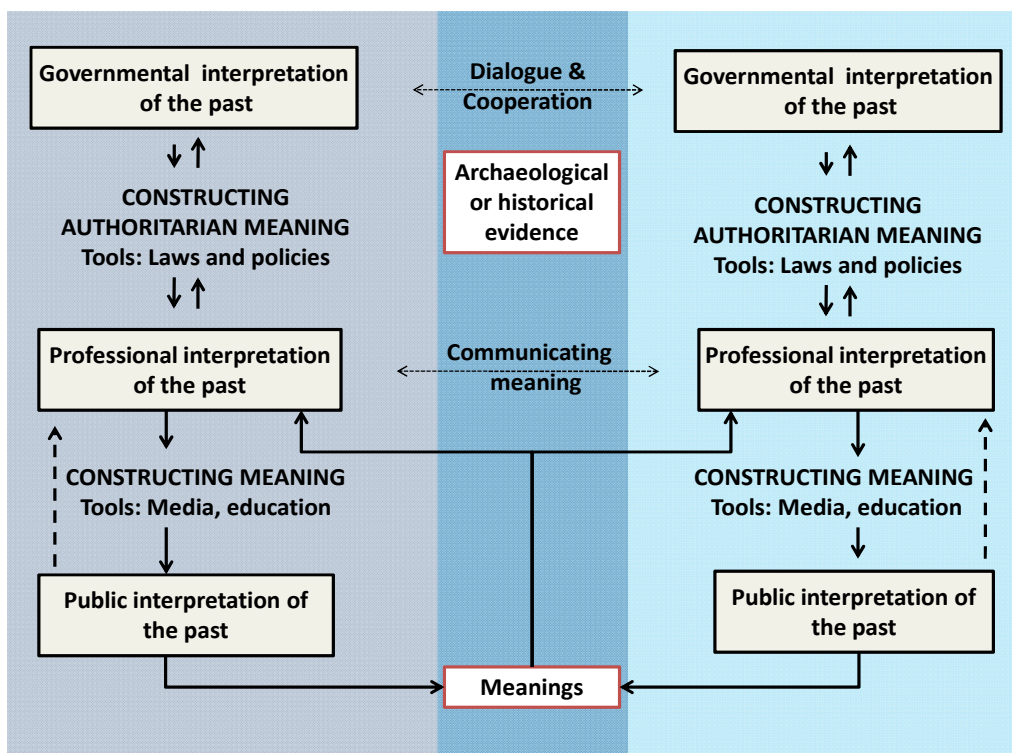 Governmental interpretation
of the past
CONSTRUCTING
AUTHORITARIAN MEANING
Tools: Laws and policies
Professional interpretation
of the past
CONSTRUCTING MEANING
Tools: Media, education
Public interpretation of
the past
Dialogue &
Cooperation
Archaeological
or historical
evidence
Communicating
meaning
Meanings
Governmental interpretation
of the past
CONSTRUCTING
AUTHORITARIAN MEANING
Tools: Laws and policies
Professional interpretation
of the past
CONSTRUCTING MEANING
Tools: Media, education
Public interpretation of
the past